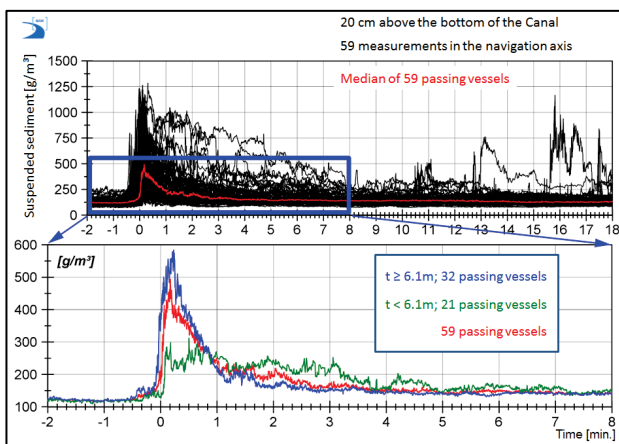 20 cm above the bottom of the Canal
59 measurements in the navigation axis
Median of 59 passing vessels
Suspended sediment [g/m³]
1500
1250
1000
750
500
250
0
-2 -1 0 1 2 3 4 5 6 7 8 9 10 11 12 13 14 15 16 17 18
600
[g/m³]
500
400
300
200
100
t ≥ 6.1m; 32 passing vessels
t < 6.1m; 21 passing vessels
59 passing vessels
-2 -1 0 1 2 3 4 5 6 7 8
Time [min.]